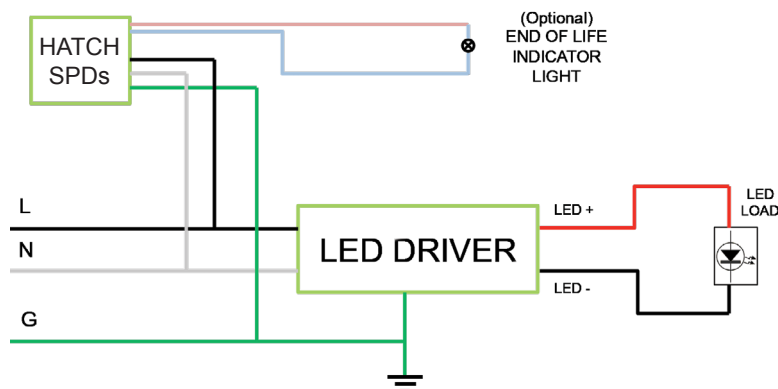 HATCH
SPDs
(Optional)
END OF LIFE
INDICATOR
LIGHT
L
N
G
LED DRIVER
LED +
LED -
LED
LOAD